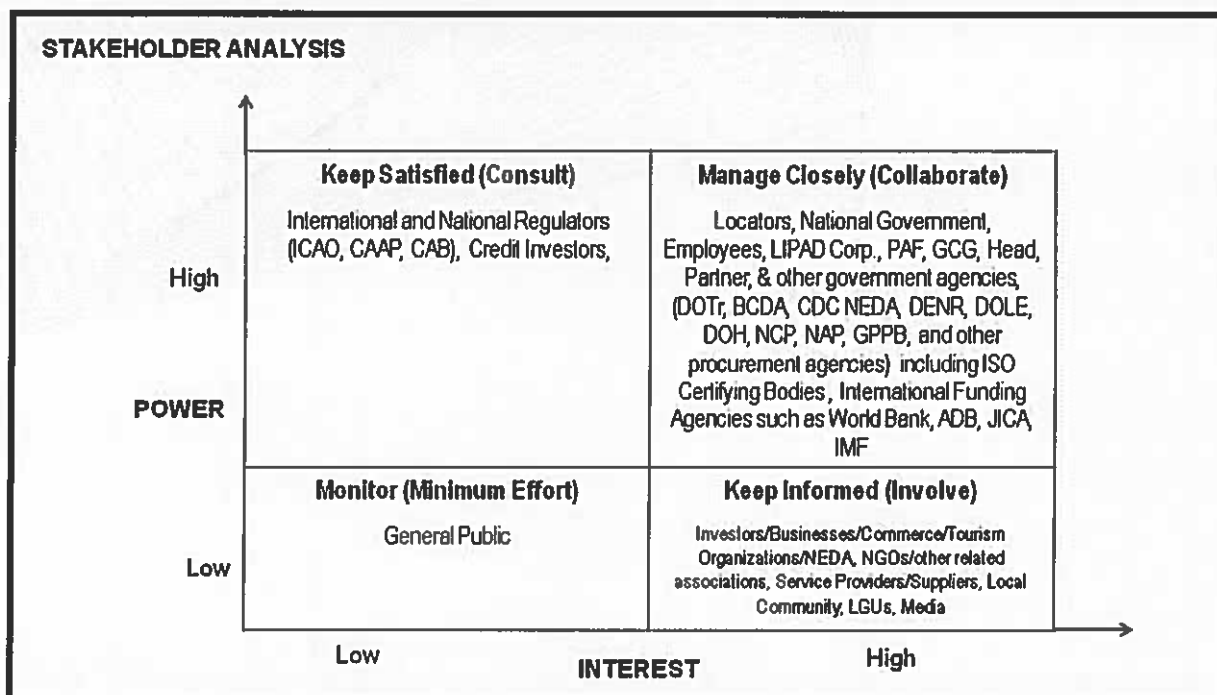 STAKEHOLDER ANALYSIS
Keep Satisfied (Consult)
International and National Regulators
(ICAO, CAAP, CAB), Credit Investors,
Manage Closely (Collaborate)
Locators, National Government,
Employees, LIPAD Corp., PAF, GCG, Head,
Partner, & other government agencies,
(DOTr, BCDA, CDC NEDA, DENR, DOLE,
DOH, NCP, NAP, GPPB, and other
procurement agencies) including ISO
Certifying Bodies , International Funding
Agencies such as World Bank, ADB, JICA,
IMF
High
POWER
Monitor (Minimum Effort)
General Public
Keep Informed (Involve)
Investors/Businesses/Commerce/Tourism
Organizations/NEDA, NGOs/other related
associations, Service Providers/Suppliers, Local
Community, LGUs, Media
Low
Low
INTEREST
High